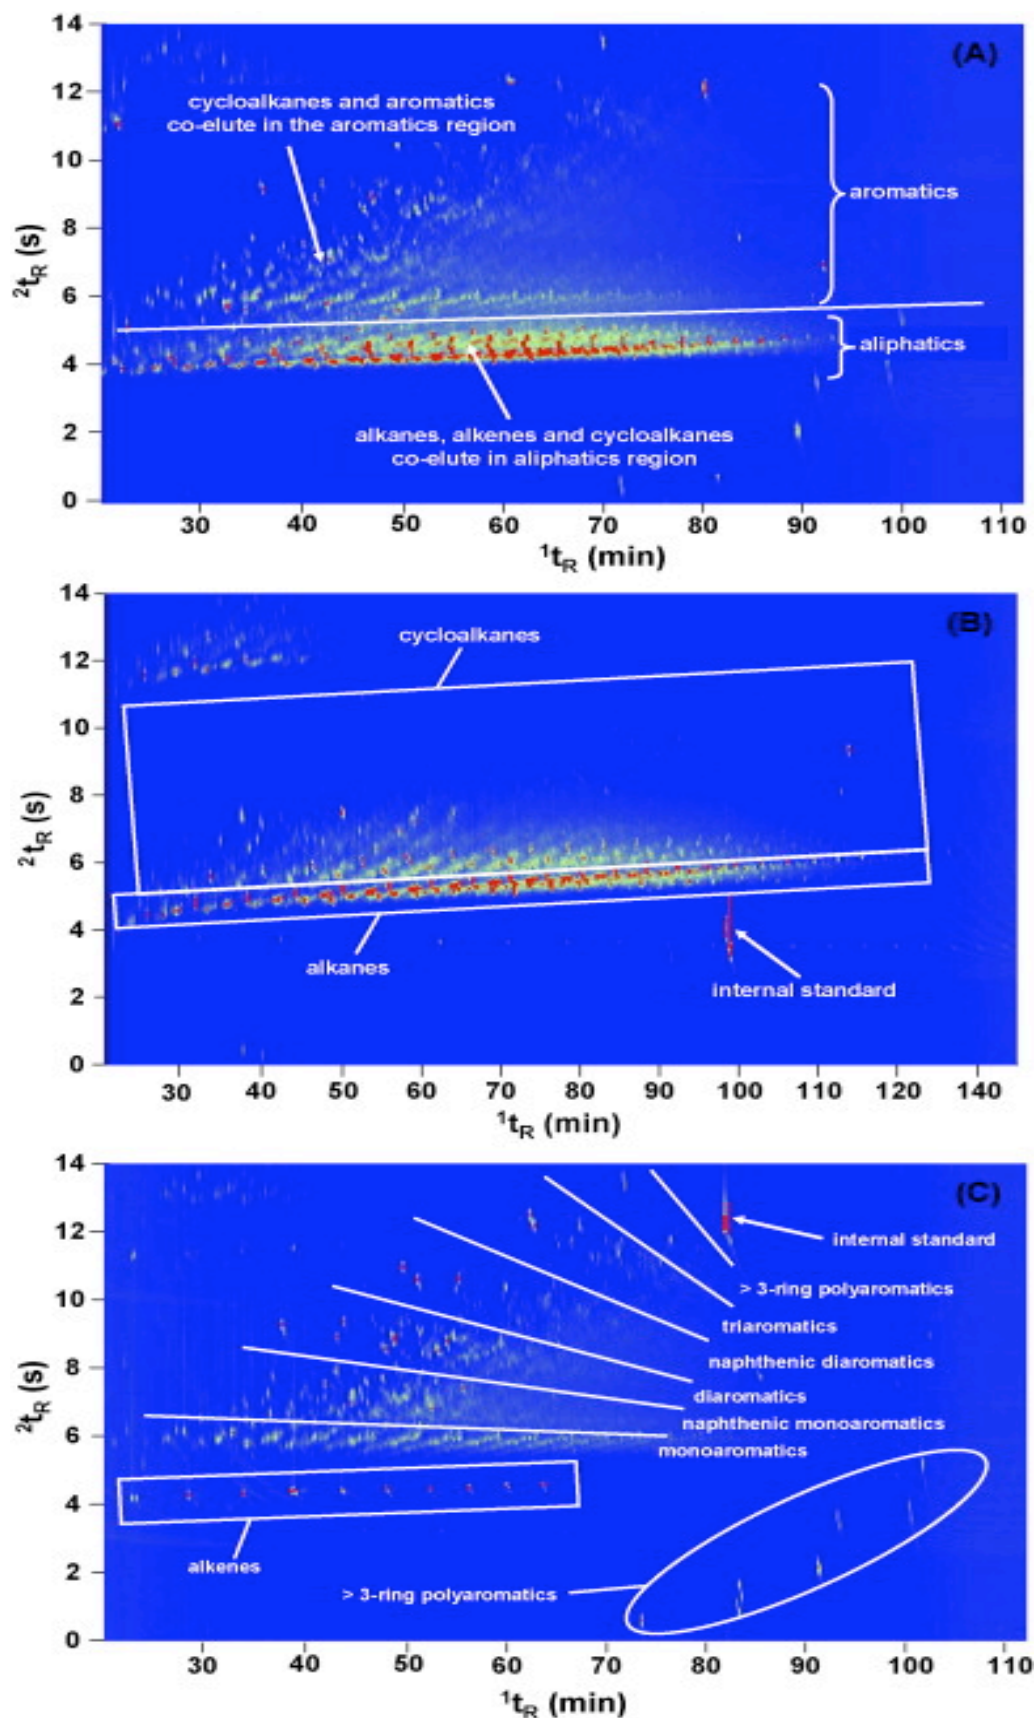 (A)
14
12
10
8
6
4
2
0
²tR (s)
cycloalkanes and aromatics
co-elute in the aromatics region
aromatics
aliphatics
alkanes, alkenes and cycloalkanes
co-elute in aliphatics region
30 40 50 60 70 80 90 100 110
¹tR (min)
(B)
14
12
10
8
6
4
2
0
²tR (s)
cycloalkanes
alkanes
internal standard
30 40 50 60 70 80 90 100 110 120 140
¹tR (min)
(C)
14
12
10
8
6
4
2
0
²tR (s)
internal standard
> 3-ring polyaromatics
triaromatics
naphthenic diaromatics
diaromatics
naphthenic monoaromatics
monoaromatics
alkenes
> 3-ring polyaromatics
30 40 50 60 70 80 90 100 110
¹tR (min)